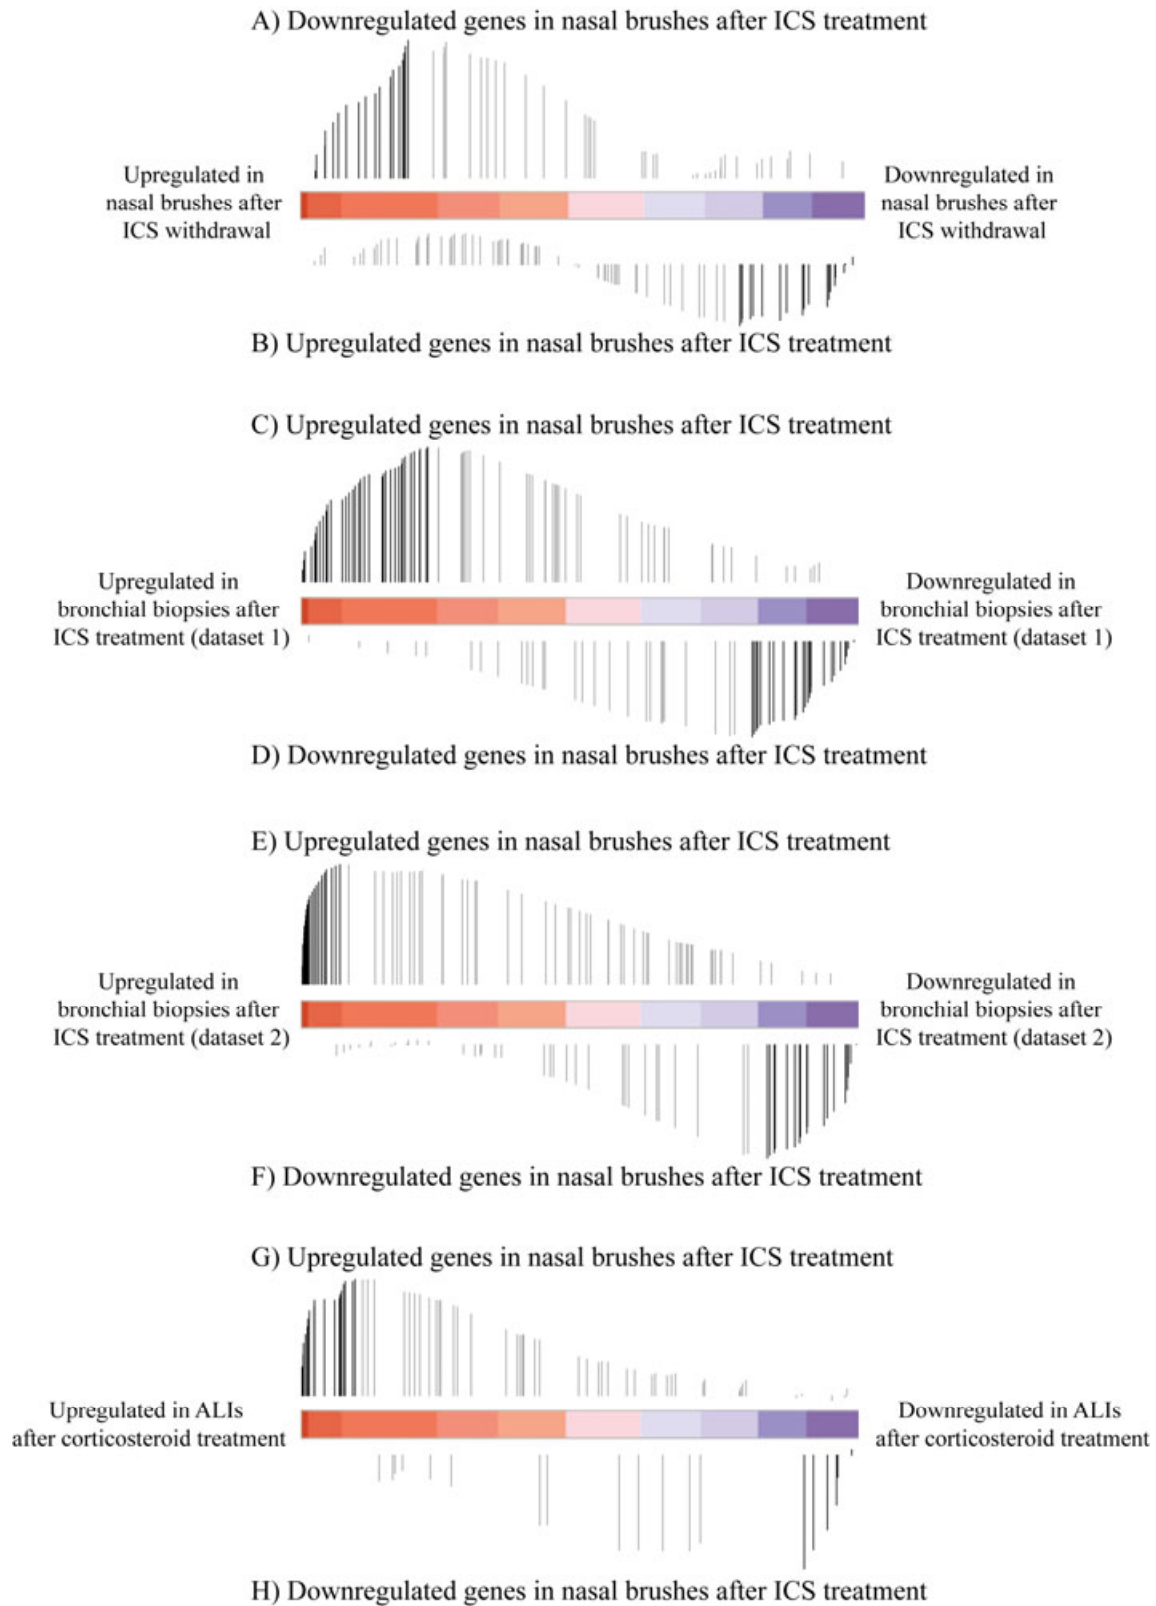 A) Downregulated genes in nasal brushes after ICS treatment
Upregulated in
nasal brushes after
ICS withdrawal
Downregulated in
nasal brushes after
ICS withdrawal
B) Upregulated genes in nasal brushes after ICS treatment
C) Upregulated genes in nasal brushes after ICS treatment
Upregulated in
bronchial biopsies after
ICS treatment (dataset 1)
Downregulated in
bronchial biopsies after
ICS treatment (dataset 1)
D) Downregulated genes in nasal brushes after ICS treatment
E) Upregulated genes in nasal brushes after ICS treatment
Upregulated in
bronchial biopsies after
ICS treatment (dataset 2)
Downregulated in
bronchial biopsies after
ICS treatment (dataset 2)
F) Downregulated genes in nasal brushes after ICS treatment
G) Upregulated genes in nasal brushes after ICS treatment
Upregulated in ALIs
after corticosteroid treatment
Downregulated in ALIs
after corticosteroid treatment
H) Downregulated genes in nasal brushes after ICS treatment